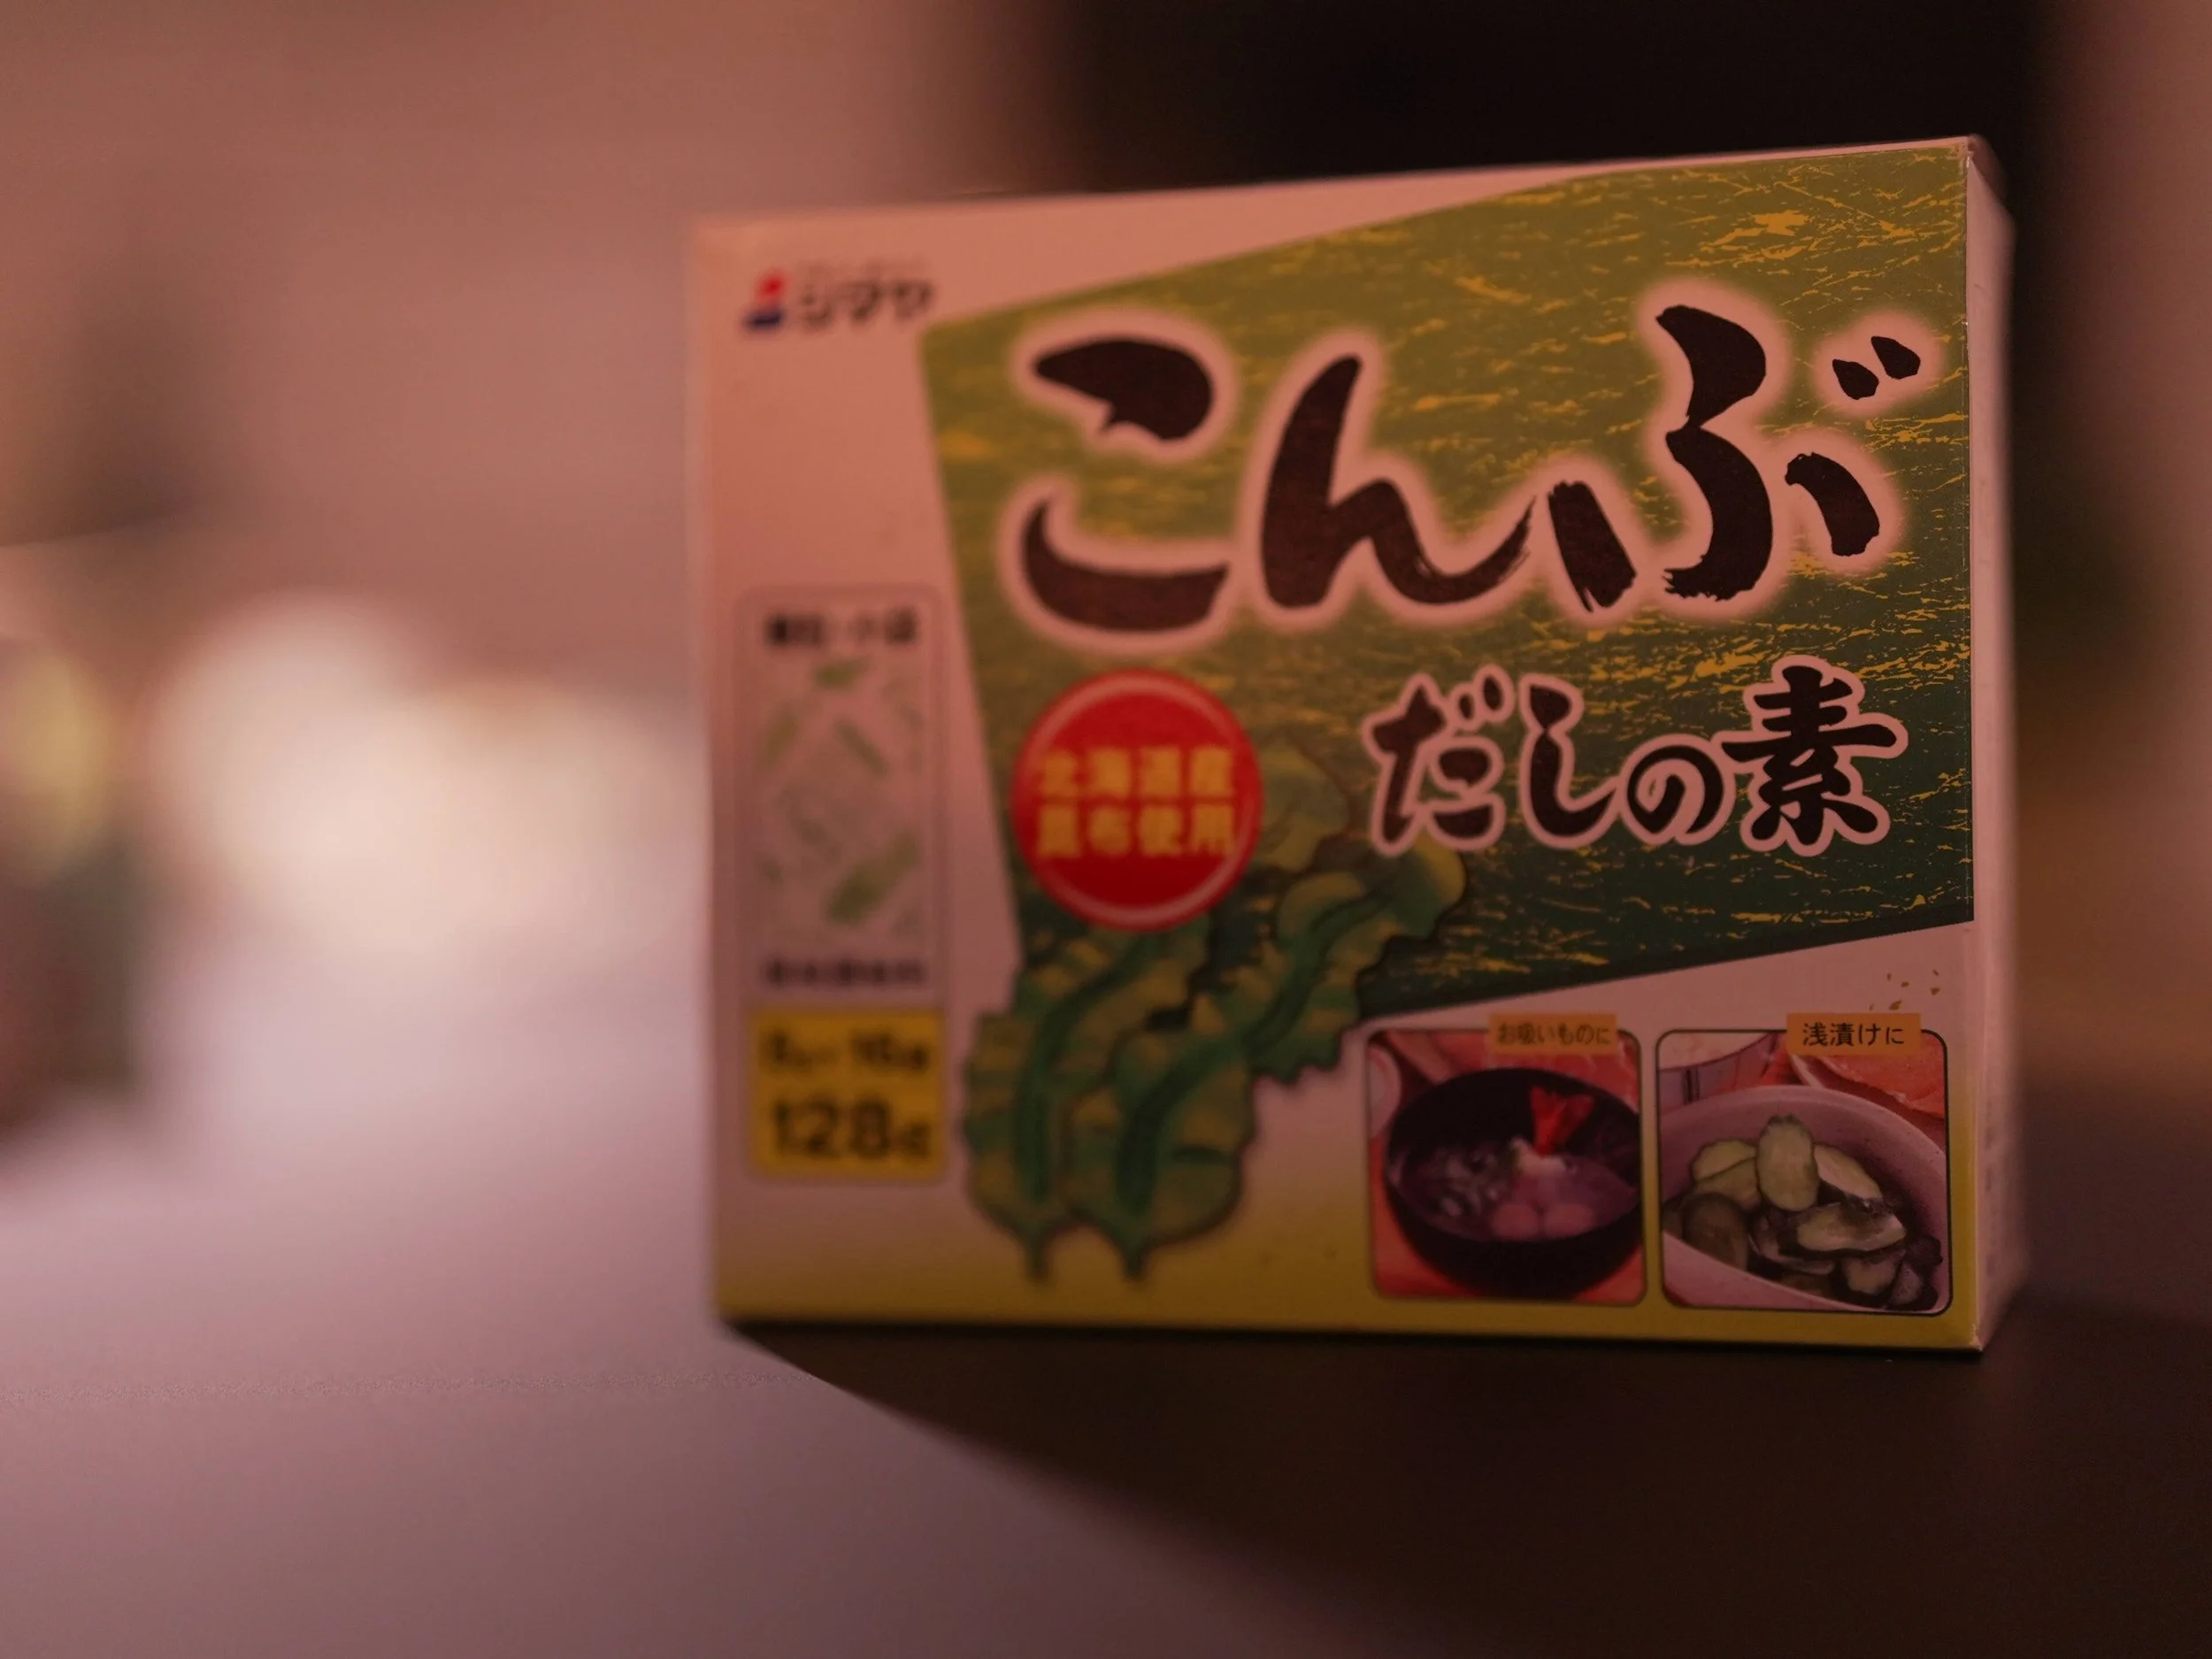 シマヤ
こんぶ
だしの素
北海道産
昆布使用
128g
お吸いものに
浅漬けに